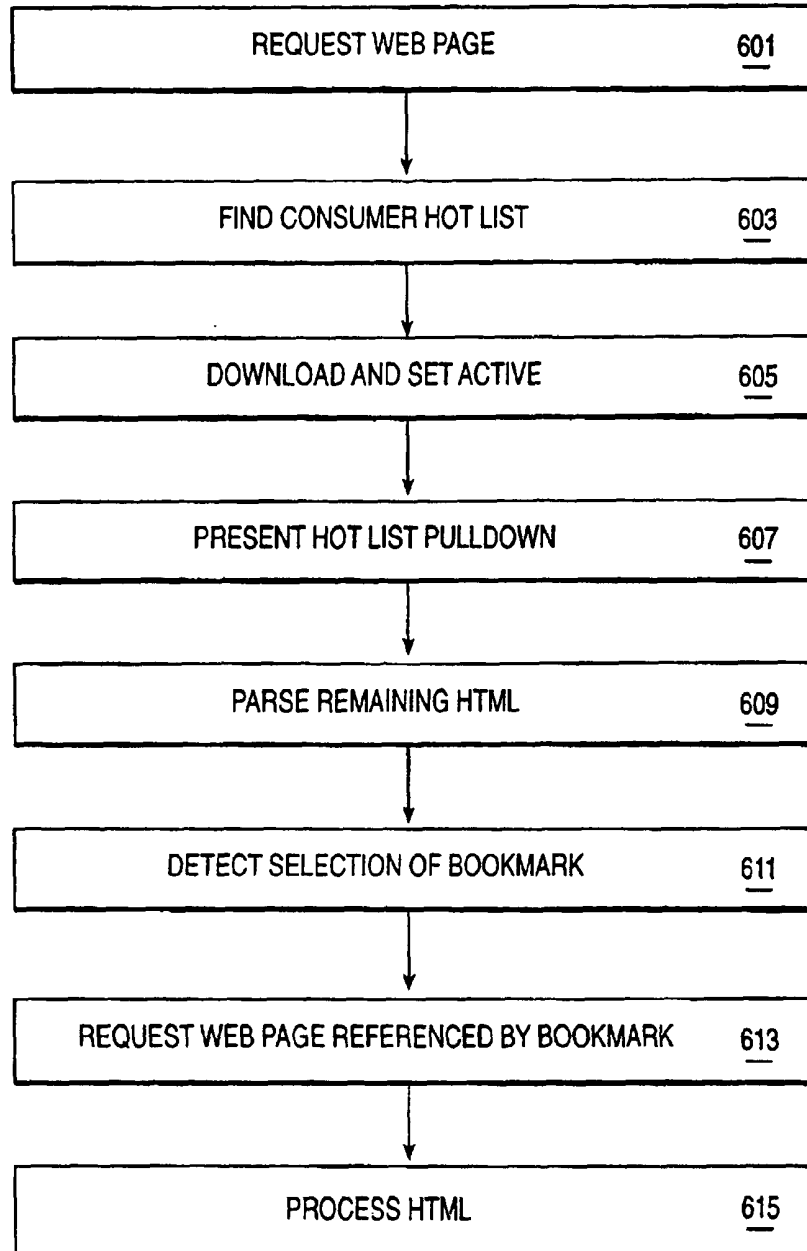 REQUEST WEB PAGE 601
FIND CONSUMER HOT LIST 603
DOWNLOAD AND SET ACTIVE 605
PRESENT HOT LIST PULLDOWN 607
PARSE REMAINING HTML 609
DETECT SELECTION OF BOOKMARK 611
REQUEST WEB PAGE REFERENCED BY BOOKMARK 613
PROCESS HTML 615